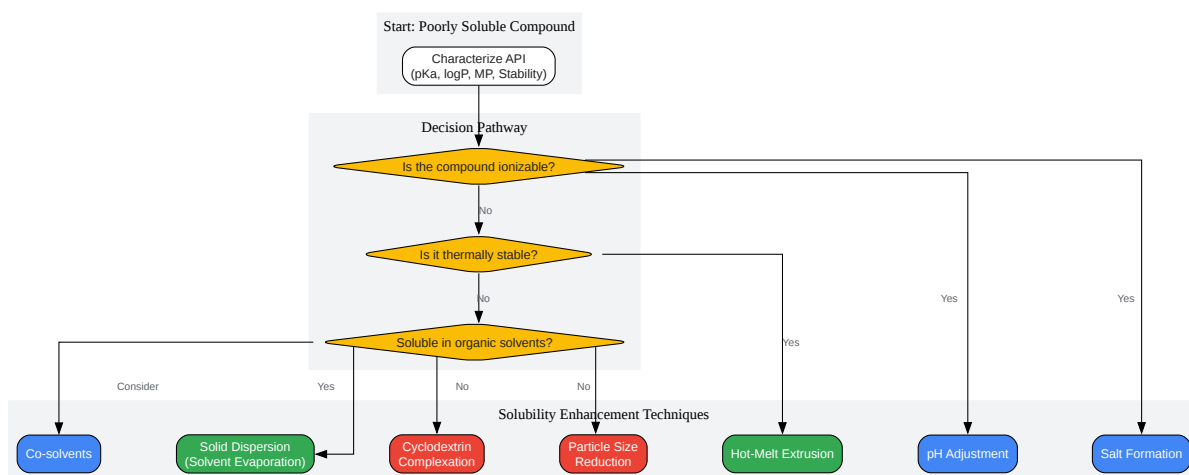 Start: Poorly Soluble Compound
Characterize API
(pKa, logP, MP, Stability)
Decision Pathway
Is the compound ionizable?
No
Is it thermally stable?
No
Yes
Yes
Soluble in organic solvents?
Yes
Consider
Yes
No
No
Solubility Enhancement Techniques
Co-solvents
Solid Dispersion
(Solvent Evaporation)
Cyclodextrin
Complexation
Particle Size
Reduction
Hot-Melt Extrusion
pH Adjustment
Salt Formation